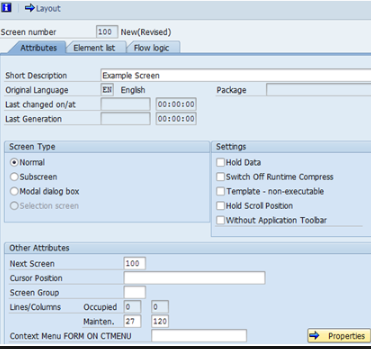 Layout
Screen number 100 New(Revised)
Attributes Element list Flow logic
Short Description Example Screen
Original Language EN English Package
Last changed on/at 00:00:00
Last Generation 00:00:00
Screen Type
Normal
Subscreen
Modal dialog box
Selection screen
Settings
Hold Data
Switch Off Runtime Compress
Template - non-executable
Hold Scroll Position
Without Application Toolbar
Other Attributes
Next Screen 100
Cursor Position
Screen Group
Lines/Columns Occupied 0 0
Mainten. 27 120
Context Menu FORM ON CTMENU
Properties